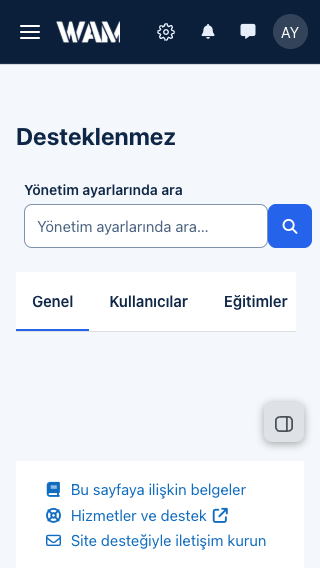 WAM
AY
Desteklenmez
Yönetim ayarlarında ara
Yönetim ayarlarında ara...
Genel Kullanıcılar Eğitimler
Bu sayfaya ilişkin belgeler
Hizmetler ve destek
Site desteğiyle iletişim kurun